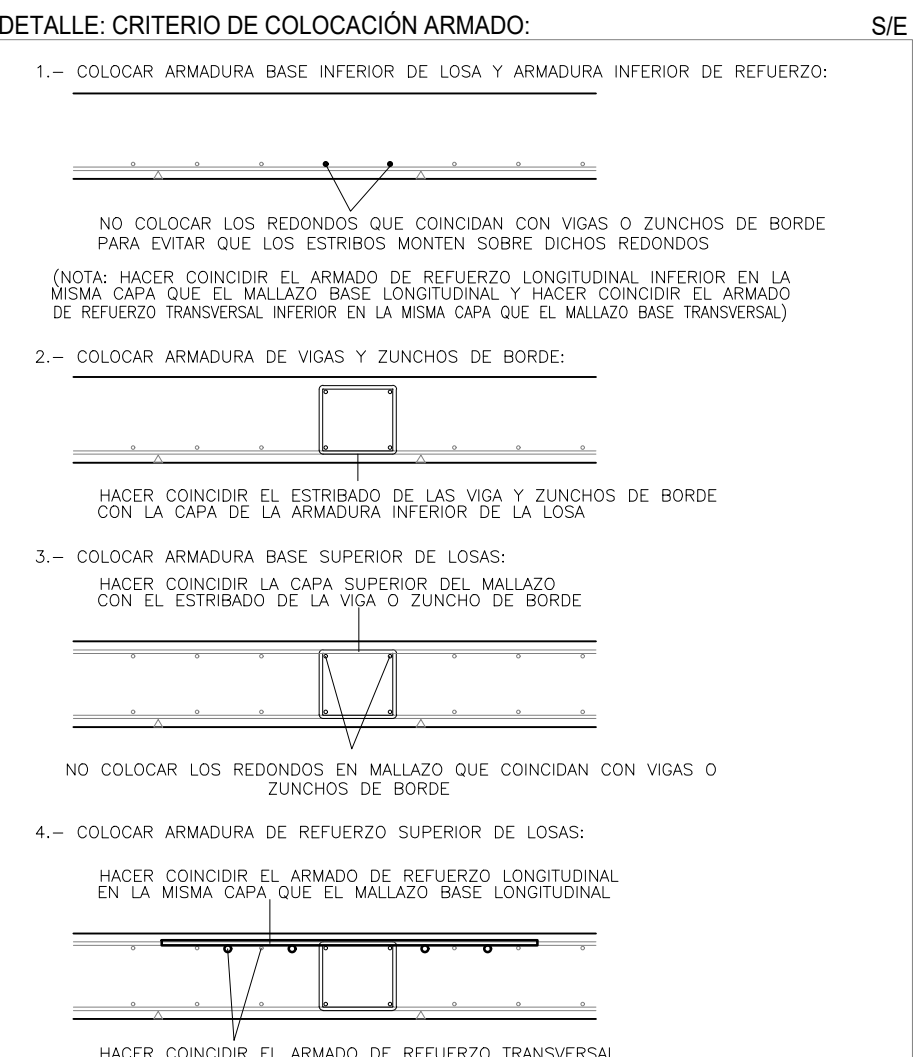 DETALLE: CRITERIO DE COLOCACIÓN ARMADO:
S/E
1.- COLOCAR ARMADURA BASE INFERIOR DE LOSA Y ARMADURA INFERIOR DE REFUERZO:
NO COLOCAR LOS REDONDOS QUE COINCIDAN CON VIGAS O ZUNCHOS DE BORDE
PARA EVITAR QUE LOS ESTRIBOS MONTEN SOBRE DICHOS REDONDOS
(NOTA: HACER COINCIDIR EL ARMADO DE REFUERZO LONGITUDINAL INFERIOR EN LA
MISMA CAPA QUE EL MALLAZO BASE LONGITUDINAL Y HACER COINCIDIR EL ARMADO
DE REFUERZO TRANSVERSAL INFERIOR EN LA MISMA CAPA QUE EL MALLAZO BASE TRANSVERSAL)
2.- COLOCAR ARMADURA DE VIGAS Y ZUNCHOS DE BORDE:
HACER COINCIDIR EL ESTRIBADO DE LAS VIGA Y ZUNCHOS DE BORDE
CON LA CAPA DE LA ARMADURA INFERIOR DE LA LOSA
3.- COLOCAR ARMADURA BASE SUPERIOR DE LOSAS:
HACER COINCIDIR LA CAPA SUPERIOR DEL MALLAZO
CON EL ESTRIBADO DE LA VIGA O ZUNCHO DE BORDE
NO COLOCAR LOS REDONDOS EN MALLAZO QUE COINCIDAN CON VIGAS O
ZUNCHOS DE BORDE
4.- COLOCAR ARMADURA DE REFUERZO SUPERIOR DE LOSAS:
HACER COINCIDIR EL ARMADO DE REFUERZO LONGITUDINAL
EN LA MISMA CAPA QUE EL MALLAZO BASE LONGITUDINAL
HACER COINCIDIR EL ARMADO DE REFUERZO TRANSVERSAL